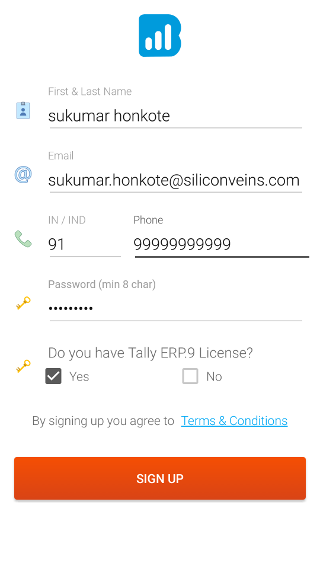 First & Last Name
sukumar honkote
Email
sukumar.honkote@siliconveins.com
IN / IND Phone
91 99999999999
Password (min 8 char)
•••••••••
Do you have Tally ERP.9 License?
Yes No
By signing up you agree to Terms & Conditions
SIGN UP